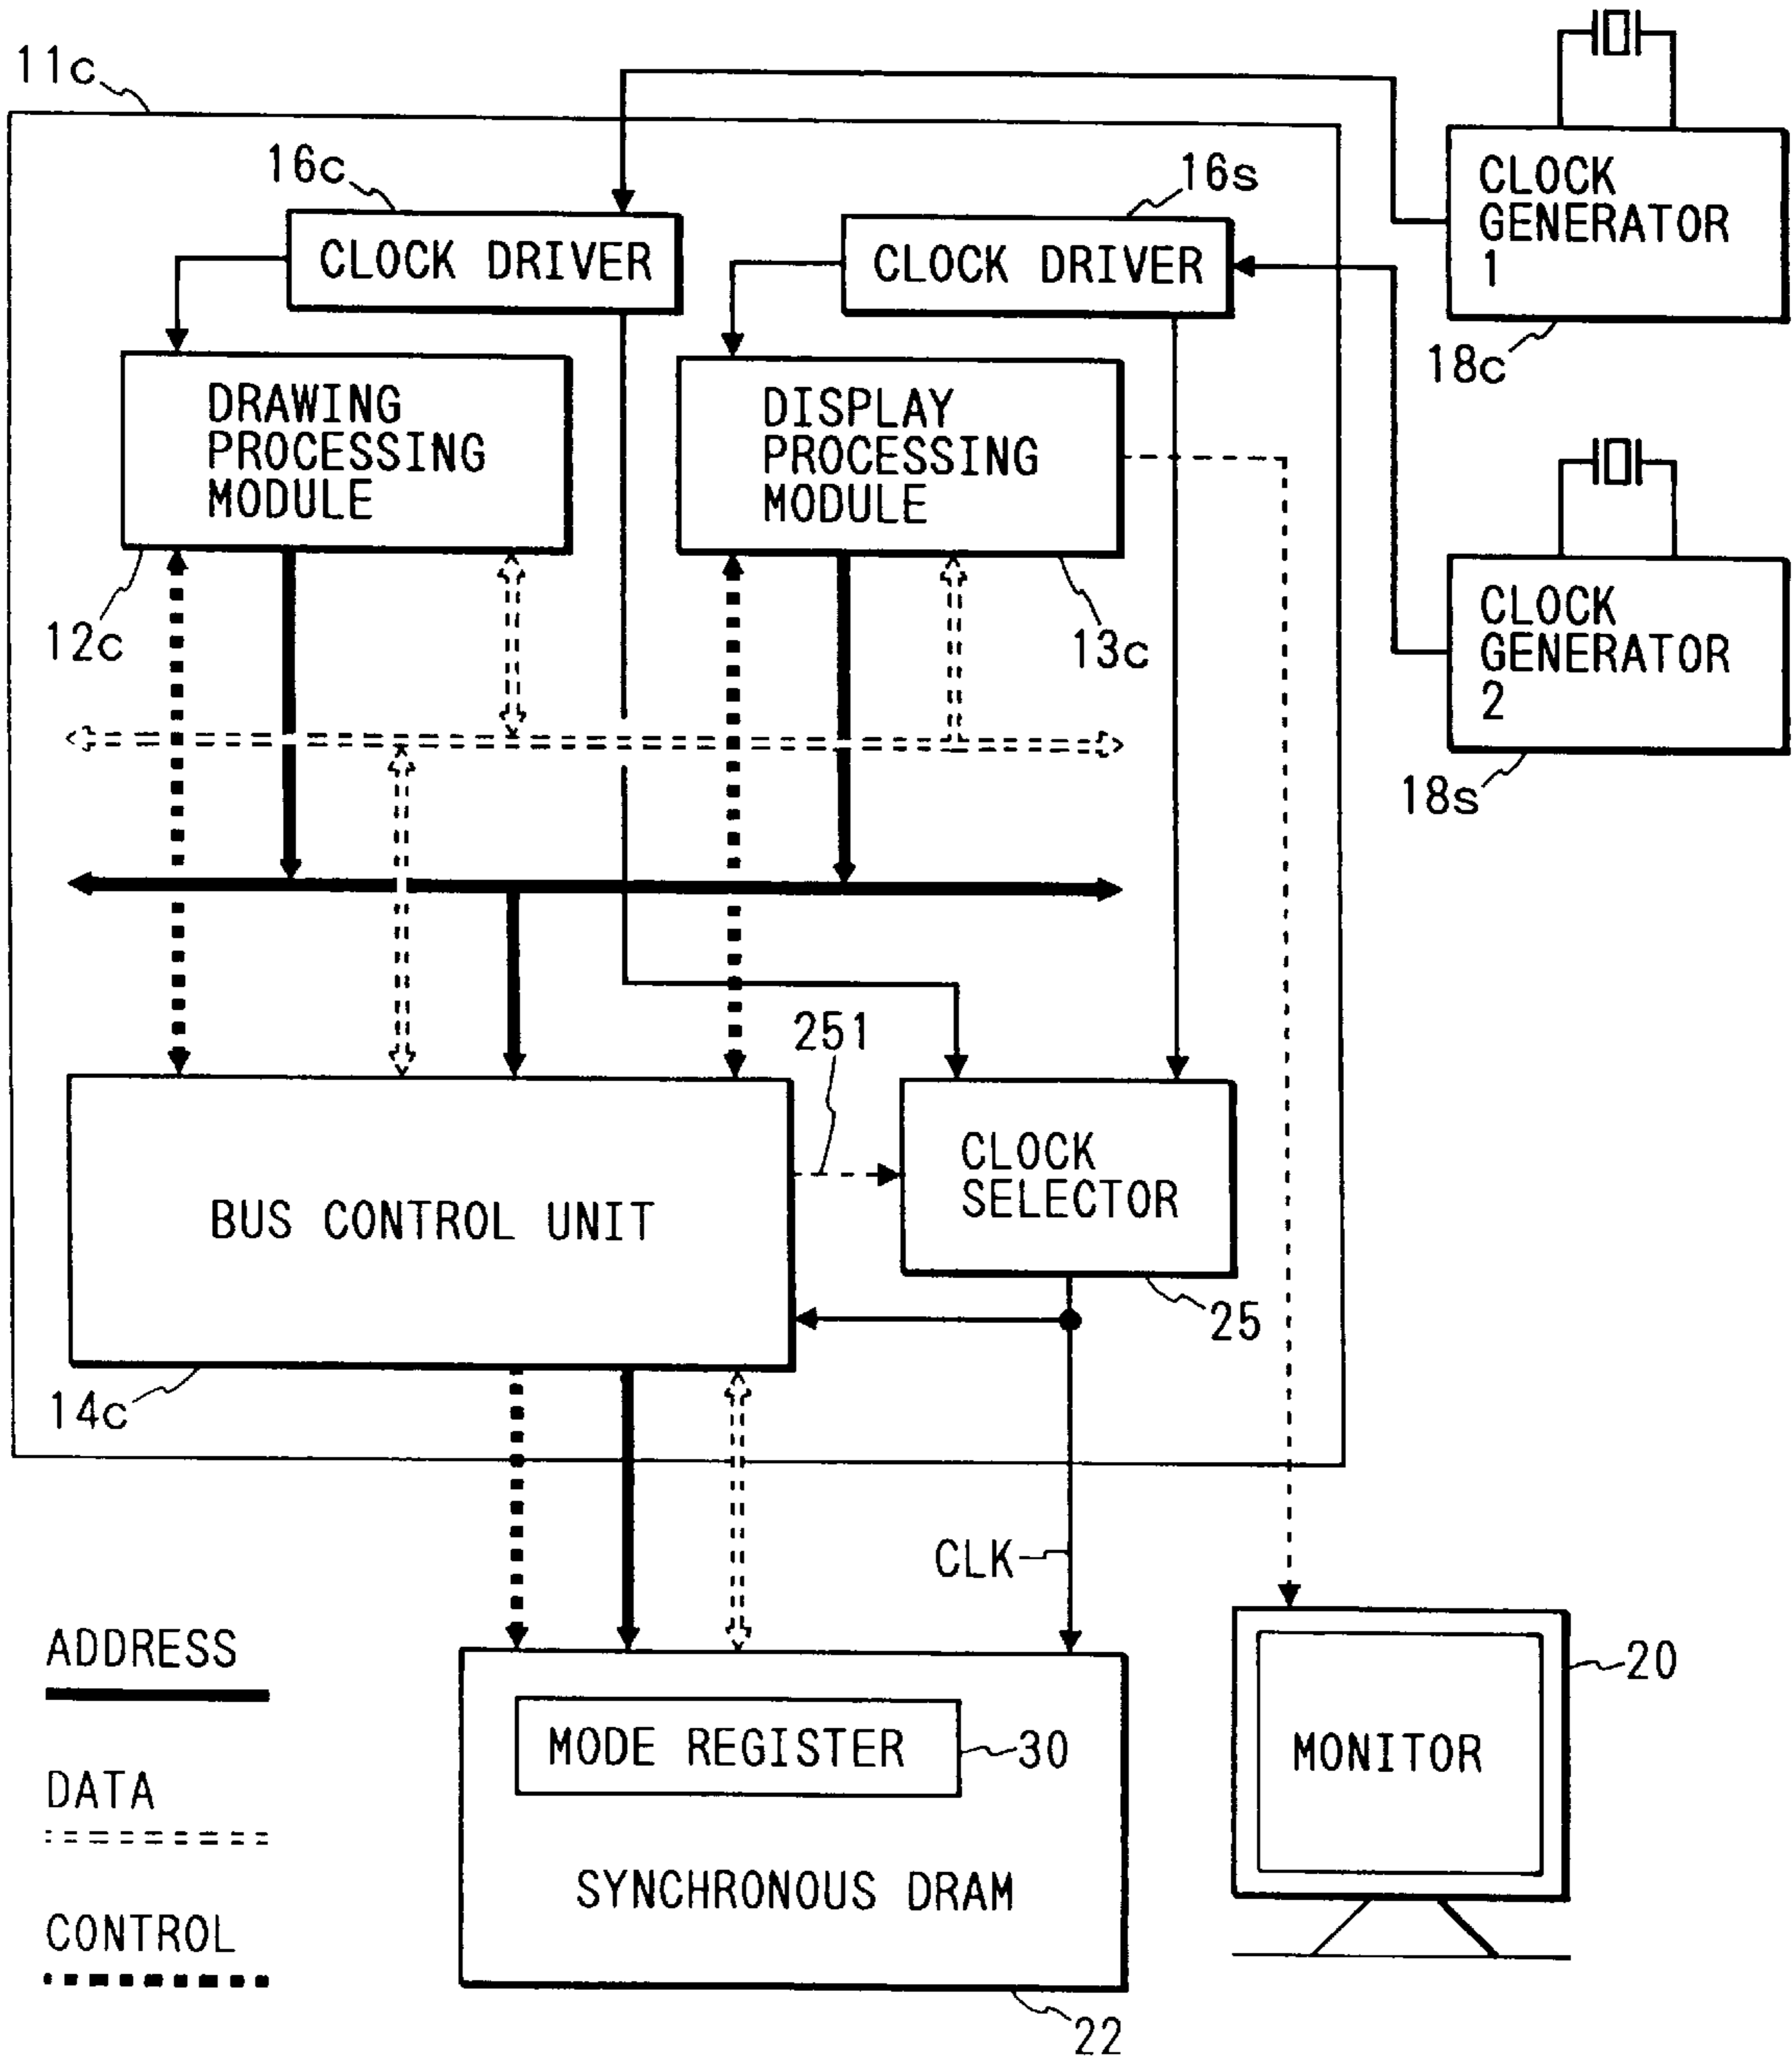 11c
16c
16s
CLOCK DRIVER
CLOCK DRIVER
CLOCK
GENERATOR
1
18c
DRAWING
PROCESSING
MODULE
12c
DISPLAY
PROCESSING
MODULE
13c
CLOCK
GENERATOR
2
18s
251
BUS CONTROL UNIT
14c
CLOCK
SELECTOR
25
CLK
ADDRESS
DATA
CONTROL
MODE REGISTER
30
SYNCHRONOUS DRAM
22
MONITOR
20